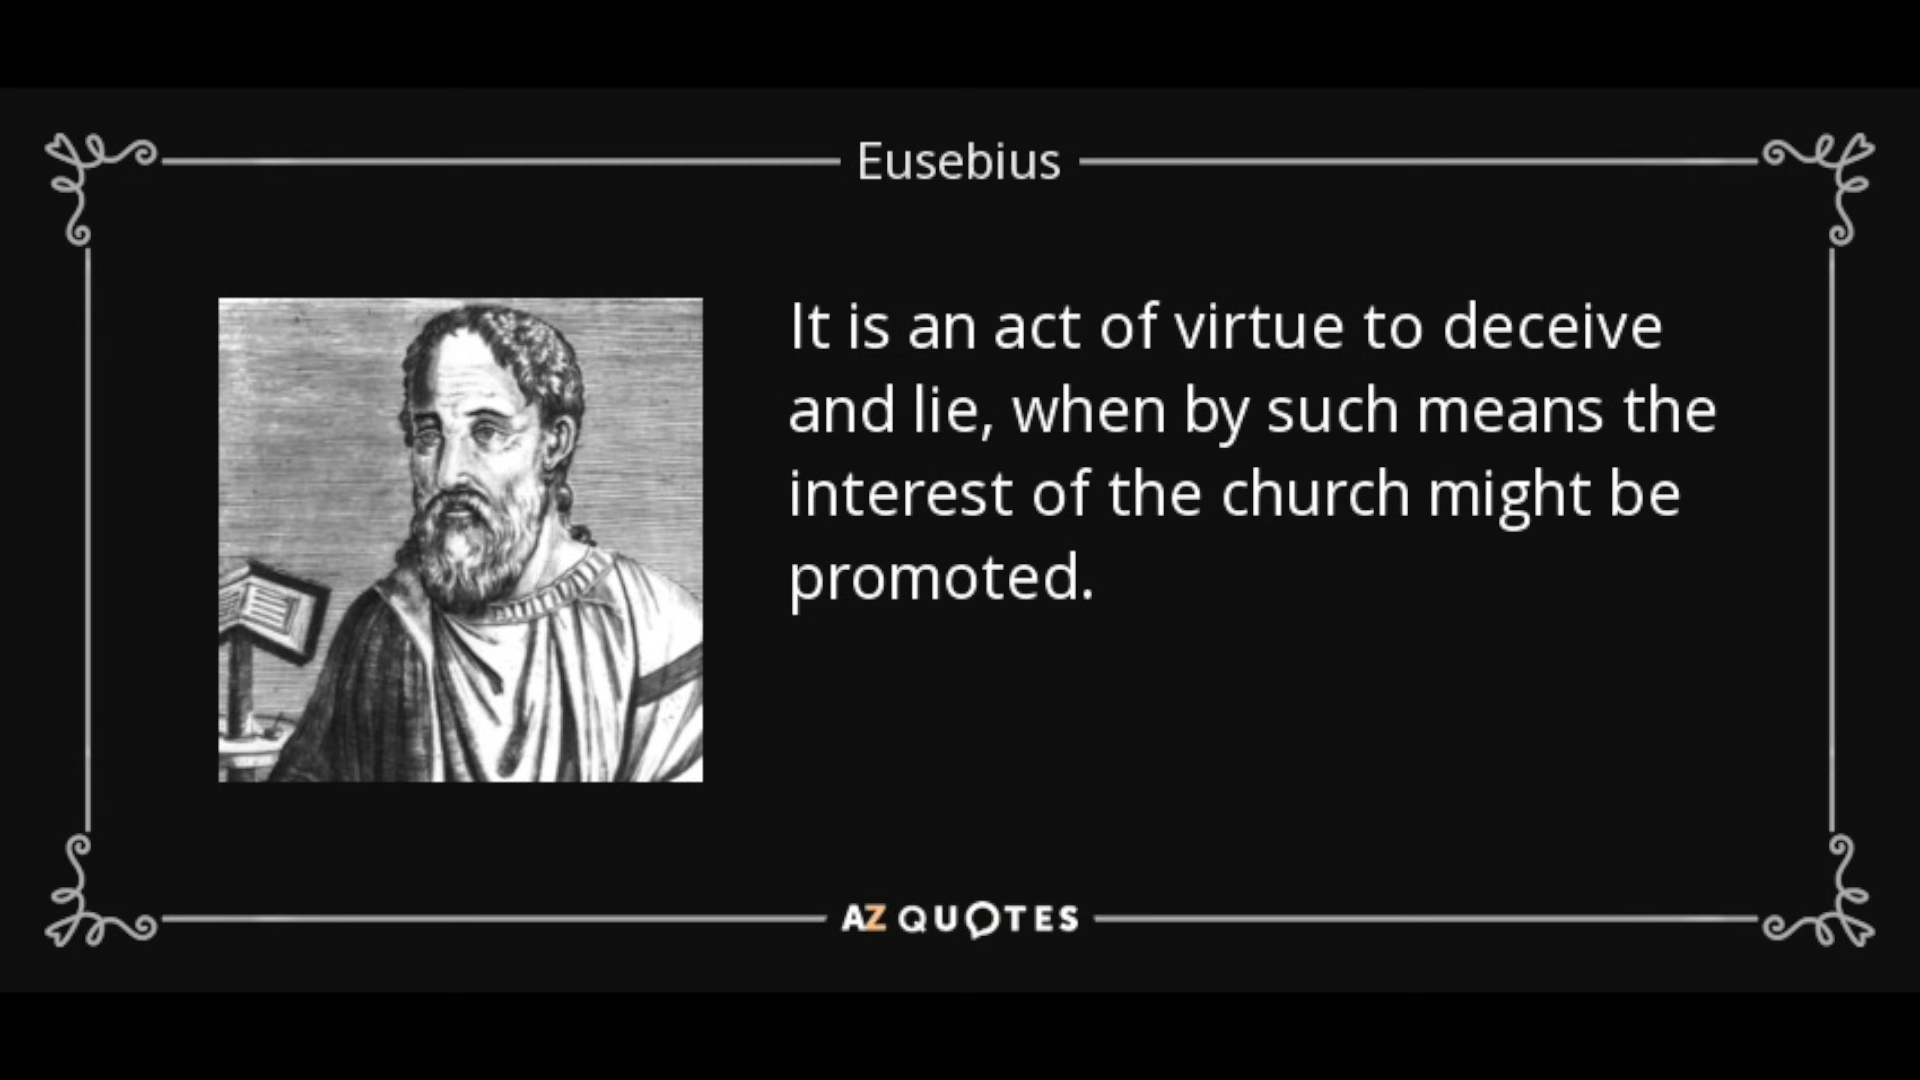 Eusebius
It is an act of virtue to deceive
and lie, when by such means the
interest of the church might be
promoted.
AZ QUOTES